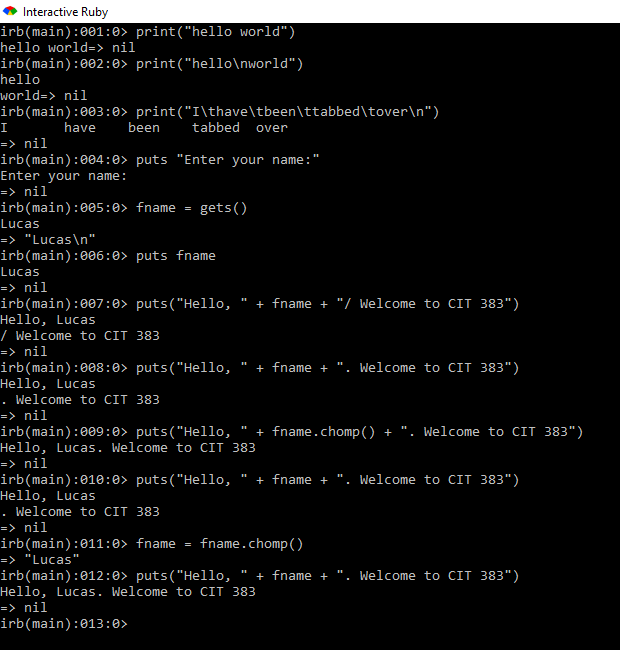 Interactive Ruby
irb(main):001:0> print("hello world")
hello world=> nil
irb(main):002:0> print("hello\nworld")
hello
world=> nil
irb(main):003:0> print("I\thave\tbeen\ttabbed\tover\n")
I       have    been    tabbed  over
=> nil
irb(main):004:0> puts "Enter your name:"
Enter your name:
=> nil
irb(main):005:0> fname = gets()
Lucas
=> "Lucas\n"
irb(main):006:0> puts fname
Lucas
=> nil
irb(main):007:0> puts("Hello, " + fname + "/ Welcome to CIT 383")
Hello, Lucas
/ Welcome to CIT 383
=> nil
irb(main):008:0> puts("Hello, " + fname + ". Welcome to CIT 383")
Hello, Lucas
. Welcome to CIT 383
=> nil
irb(main):009:0> puts("Hello, " + fname.chomp() + ". Welcome to CIT 383")
Hello, Lucas. Welcome to CIT 383
=> nil
irb(main):010:0> puts("Hello, " + fname + ". Welcome to CIT 383")
Hello, Lucas
. Welcome to CIT 383
=> nil
irb(main):011:0> fname = fname.chomp()
=> "Lucas"
irb(main):012:0> puts("Hello, " + fname + ". Welcome to CIT 383")
Hello, Lucas. Welcome to CIT 383
=> nil
irb(main):013:0>